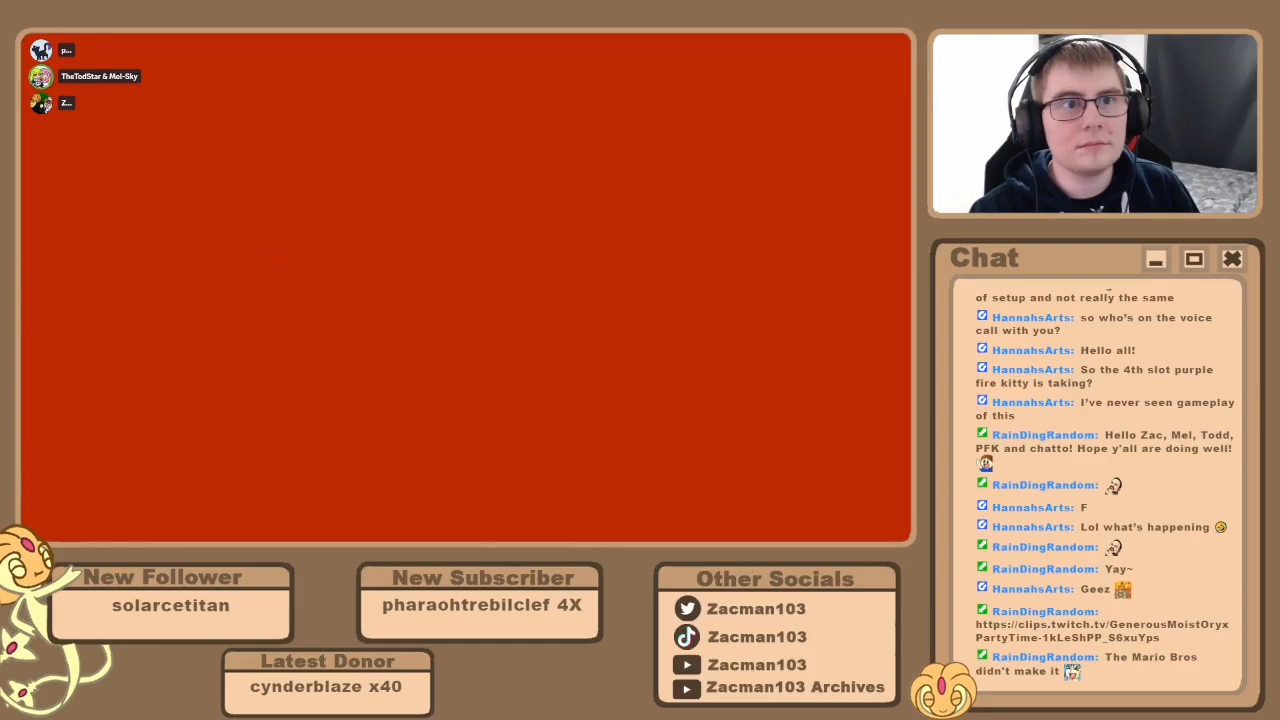 p...
TheTodStar & Mel-Sky
Z...
Chat
of setup and not really the same
HannahsArts: so who's on the voice
call with you?
HannahsArts: Hello all!
HannahsArts: So the 4th slot purple
fire kitty is taking?
HannahsArts: I've never seen gameplay
of this
RainDingRandom: Hello Zac, Mel, Todd,
PFK and chatto! Hope y'all are doing well!
RainDingRandom:
HannahsArts: F
HannahsArts: Lol what's happening
RainDingRandom:
RainDingRandom: Yay~
HannahsArts: Geez
RainDingRandom:
https://clips.twitch.tv/GenerousMoistOryx
PartyTime-1kLeShPP_S6xuYps
RainDingRandom: The Mario Bros
didn't make it
New Follower
solarcetitan
New Subscriber
pharaohtrebilclef 4X
Latest Donor
cynderblaze x40
Other Socials
Zacman103
Zacman103
Zacman103
Zacman103 Archives